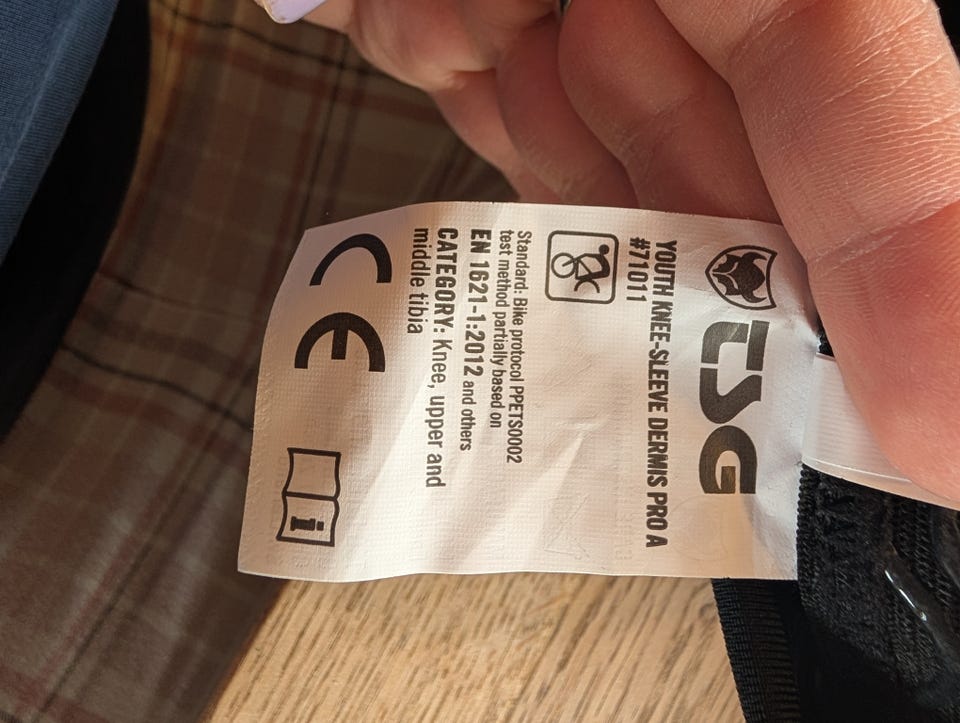 TSG
YOUTH KNEE-SLEEVE DERMIS PRO A
#71011
Standard: Bike protocol PPETS0002
test method partially based on
EN 1621-1:2012 and others
CATEGORY: Knee, upper and
middle tibia
CE
i